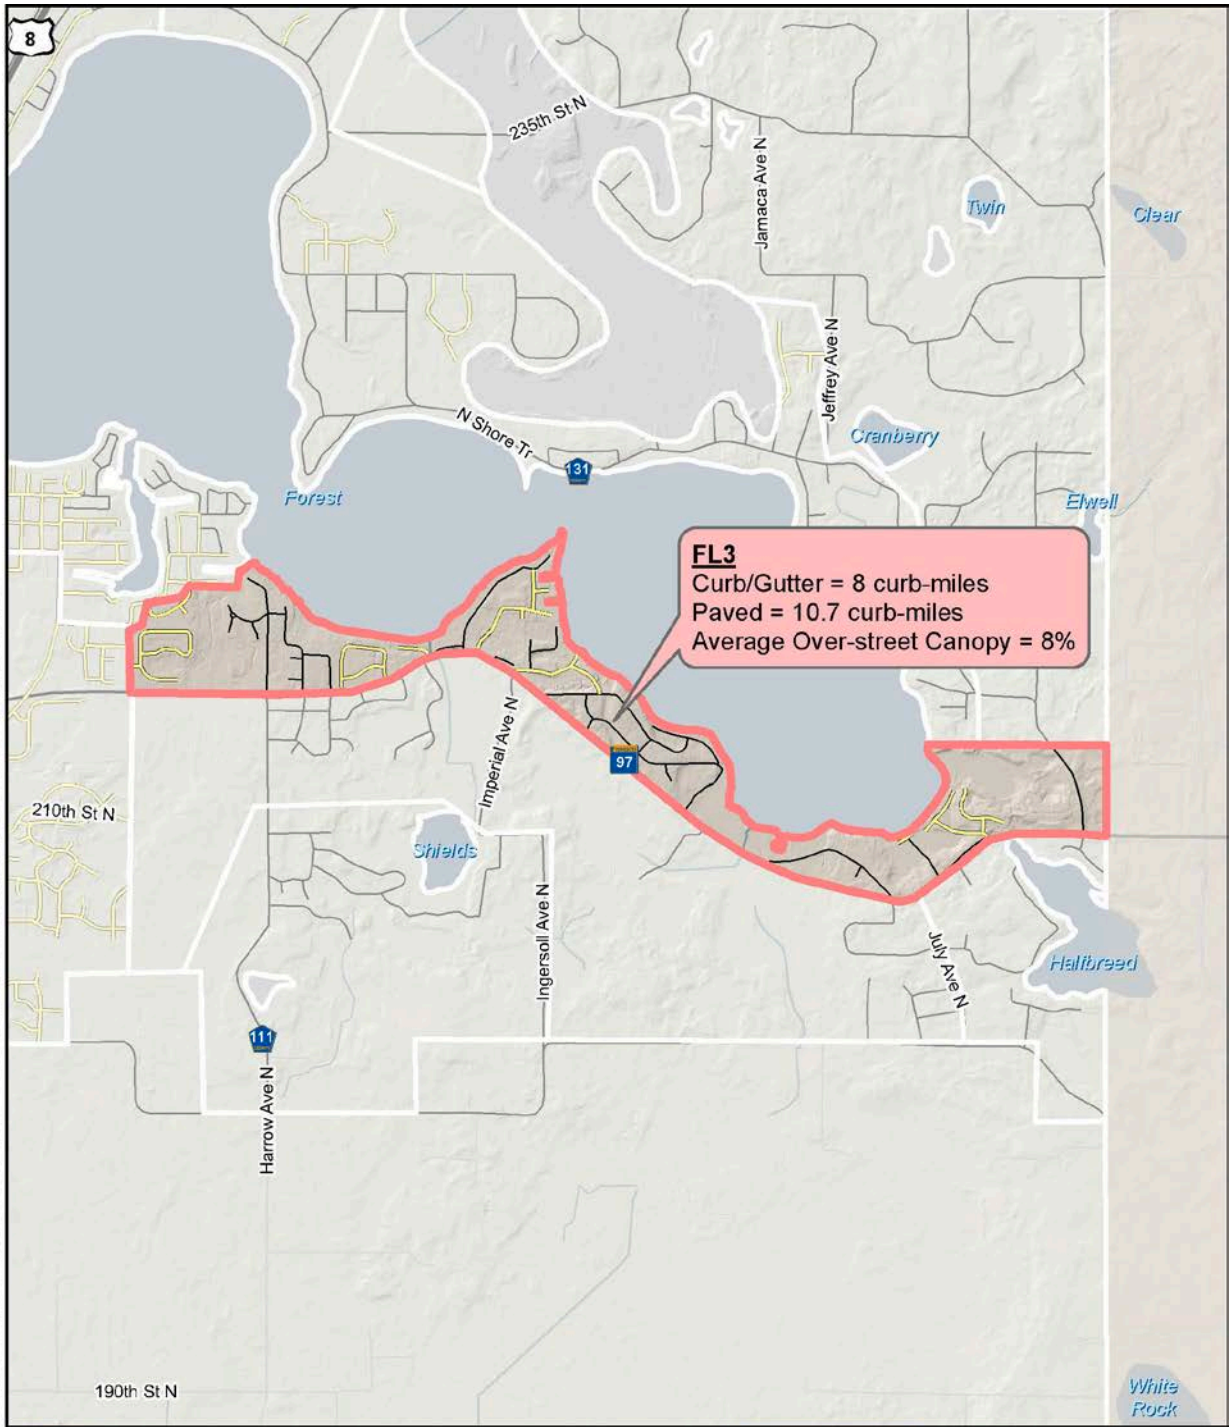 8
235th St N
Jamaca Ave N
Twin
Clear
Jeffrey Ave N
N Shore Tr
Cranberry
131
Forest
Elwell
FL3
Curb/Gutter = 8 curb-miles
Paved = 10.7 curb-miles
Average Over-street Canopy = 8%
Imperial Ave N
97
210th St N
Shields
Ingersoll Ave N
July Ave N
Halfbreed
111
Harrow Ave N
190th St N
White
Rock